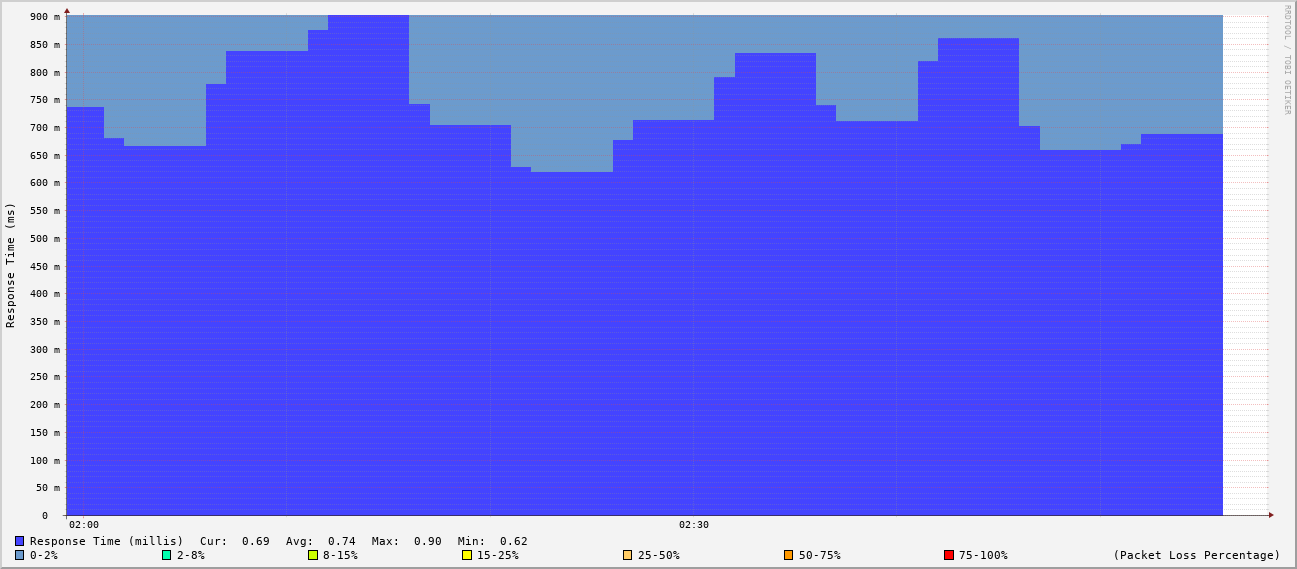 900 m
850 m
800 m
750 m
700 m
650 m
600 m
550 m
500 m
450 m
400 m
350 m
300 m
250 m
200 m
150 m
100 m
50 m
0
Response Time (ms)
RRDTOOL / TOBI OETIKER
02:00 02:30
Response Time (millis) Cur: 0.69 Avg: 0.74 Max: 0.90 Min: 0.62
0-2% 2-8% 8-15% 15-25% 25-50% 50-75% 75-100% (Packet Loss Percentage)